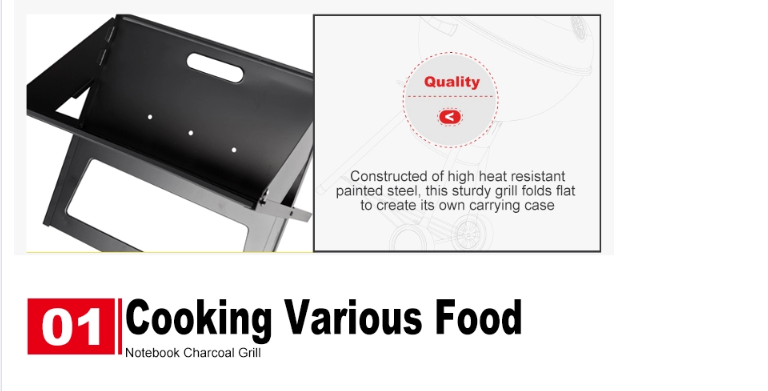 Quality
<
Constructed of high heat resistant
painted steel, this sturdy grill folds flat
to create its own carrying case
01
Cooking Various Food
Notebook Charcoal Grill